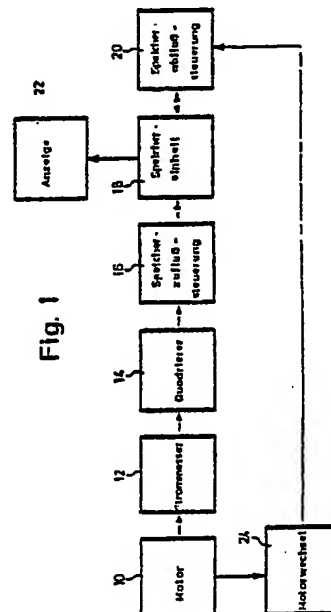 Fig. 1
10
Motor
12
Strommesser
14
Quadrierer
16
Speicher-
zufluß-
steuerung
18
Speicher-
einheit
20
Speicher-
abfluß-
steuerung
22
Anzeige
24
Motorwechsel